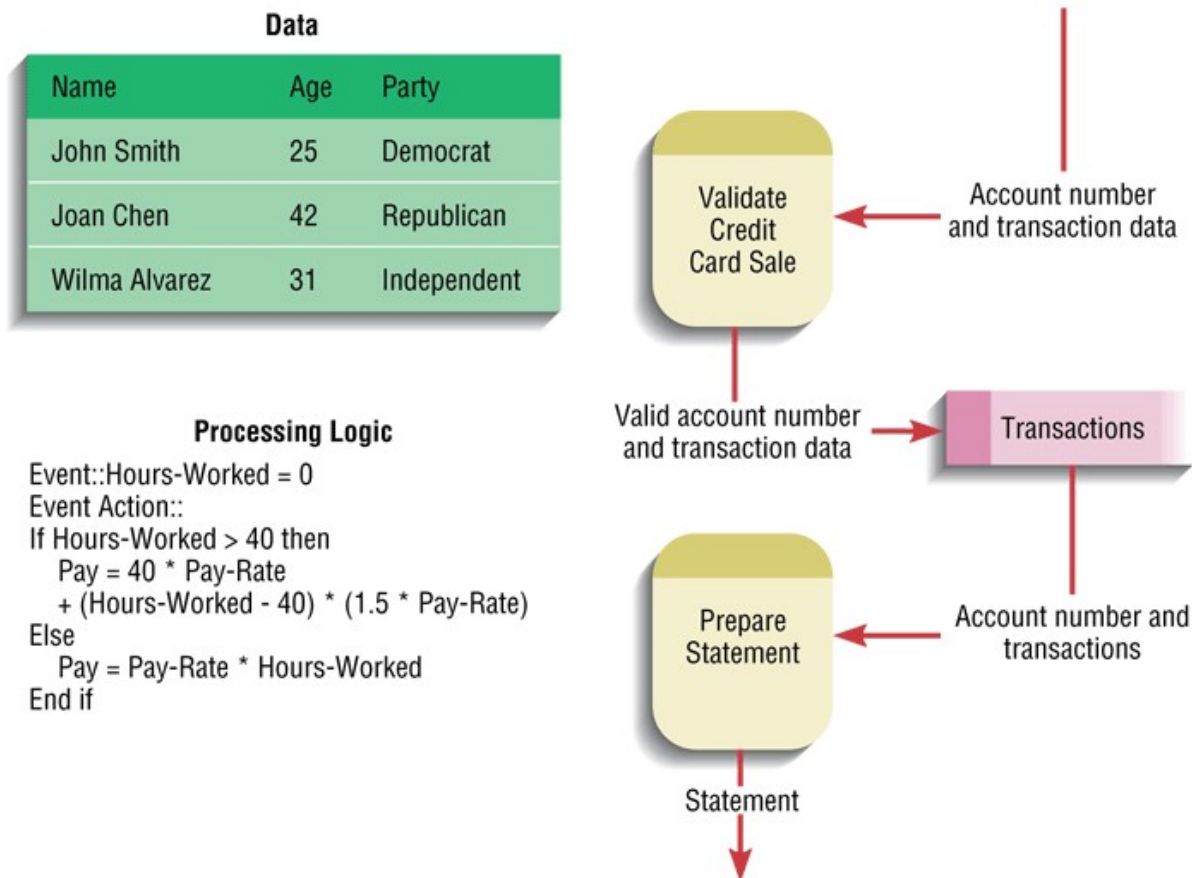 Data
Name Age Party
John Smith 25 Democrat
Joan Chen 42 Republican
Wilma Alvarez 31 Independent
Processing Logic
Event::Hours-Worked = 0
Event Action::
If Hours-Worked > 40 then
Pay = 40 * Pay-Rate
+ (Hours-Worked - 40) * (1.5 * Pay-Rate)
Else
Pay = Pay-Rate * Hours-Worked
End if
Account number
and transaction data
Validate
Credit
Card Sale
Valid account number
and transaction data
Transactions
Account number and
transactions
Prepare
Statement
Statement